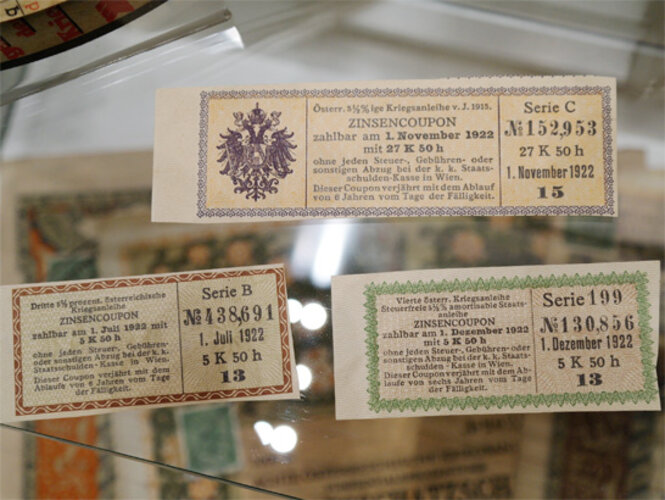 Österr. 5½%ige Kriegsanleihe v. J. 1915.
ZINSENCOUPON
zahlbar am 1. November 1922
mit 27 K 50 h
ohne jeden Steuer-, Gebühren- oder
sonstigen Abzug bei der k. k. Staats-
schulden-Kasse in Wien.
Dieser Coupon verjährt mit dem Ablauf
von 6 Jahren vom Tage der Fälligkeit.
Serie C
№152,953
27 K 50 h
1. November 1922
15
Dritte 5½ prozent. österreichische
Kriegsanleihe
ZINSENCOUPON
zahlbar am 1. Juli 1922 mit
5 K 50 h
ohne jeden Steuer-, Gebühren-
oder sonstigen Abzug bei der k. k.
Staatsschulden-Kasse in Wien.
Dieser Coupon verjährt mit dem
Ablaufe von 6 Jahren vom Tage
der Fälligkeit.
Serie B
№438,691
1. Juli 1922
5 K 50 h
13
Vierte österr. Kriegsanleihe
Steuerfreie 5½% amortisable Staats-
anleihe
ZINSENCOUPON
zahlbar am 1. Dezember 1922
mit 5 K 50 h
ohne jeden Steuer-, Gebühren- oder
sonstigen Abzug bei der k. k. Staats-
schulden-Kasse in Wien.
Dieser Coupon verjährt mit dem Ab-
laufe von sechs Jahren vom Tage
der Fälligkeit.
Serie 199
№130,856
1. Dezember 1922
5 K 50 h
13